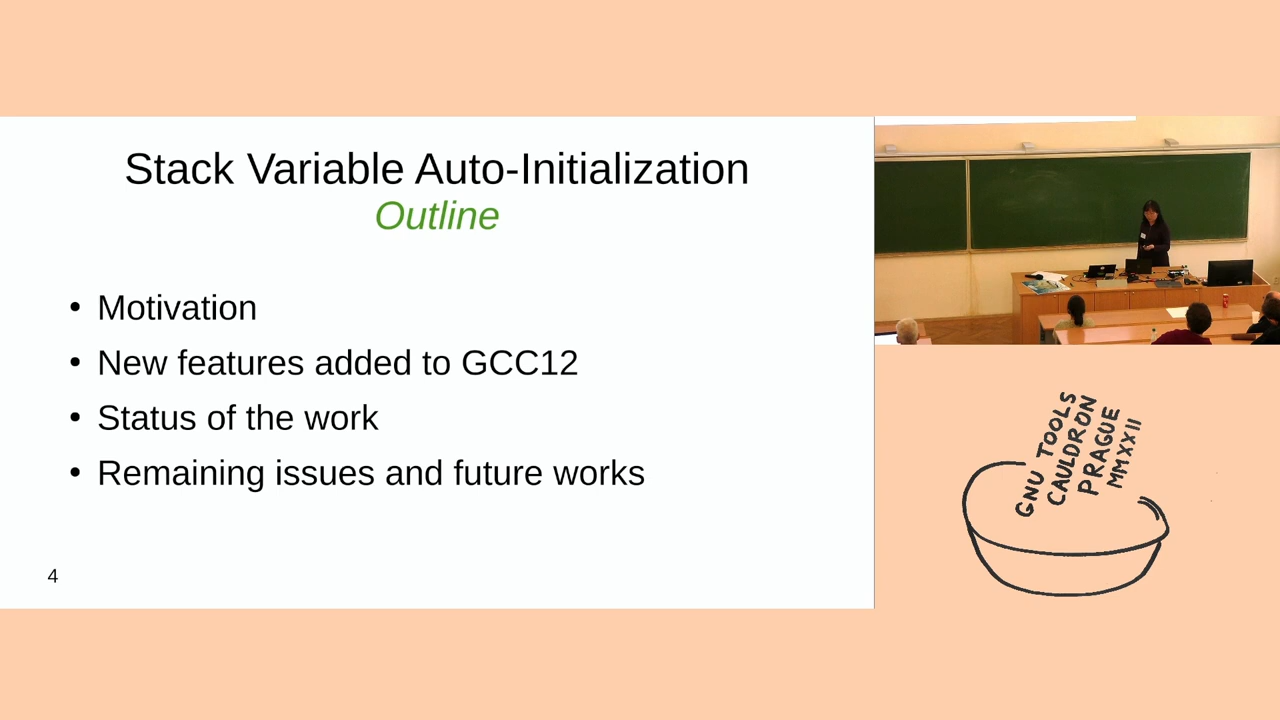 Stack Variable Auto-Initialization
Outline
• Motivation
• New features added to GCC12
• Status of the work
• Remaining issues and future works
4
GNU TOOLS
CAULDRON
PRAGUE
MMXXII